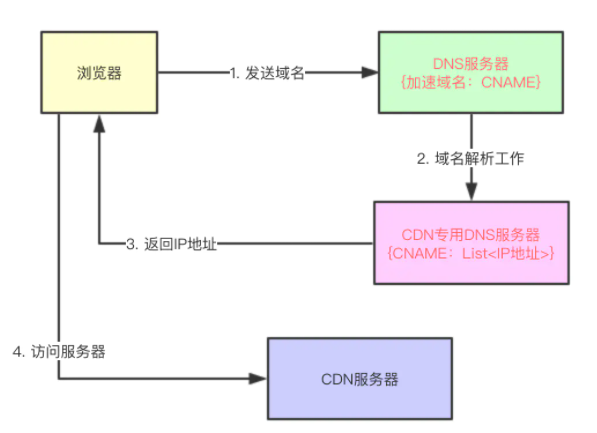 浏览器
1. 发送域名
DNS服务器
{加速域名：CNAME}
2. 域名解析工作
CDN专用DNS服务器
{CNAME：List<IP地址>}
3. 返回IP地址
4. 访问服务器
CDN服务器